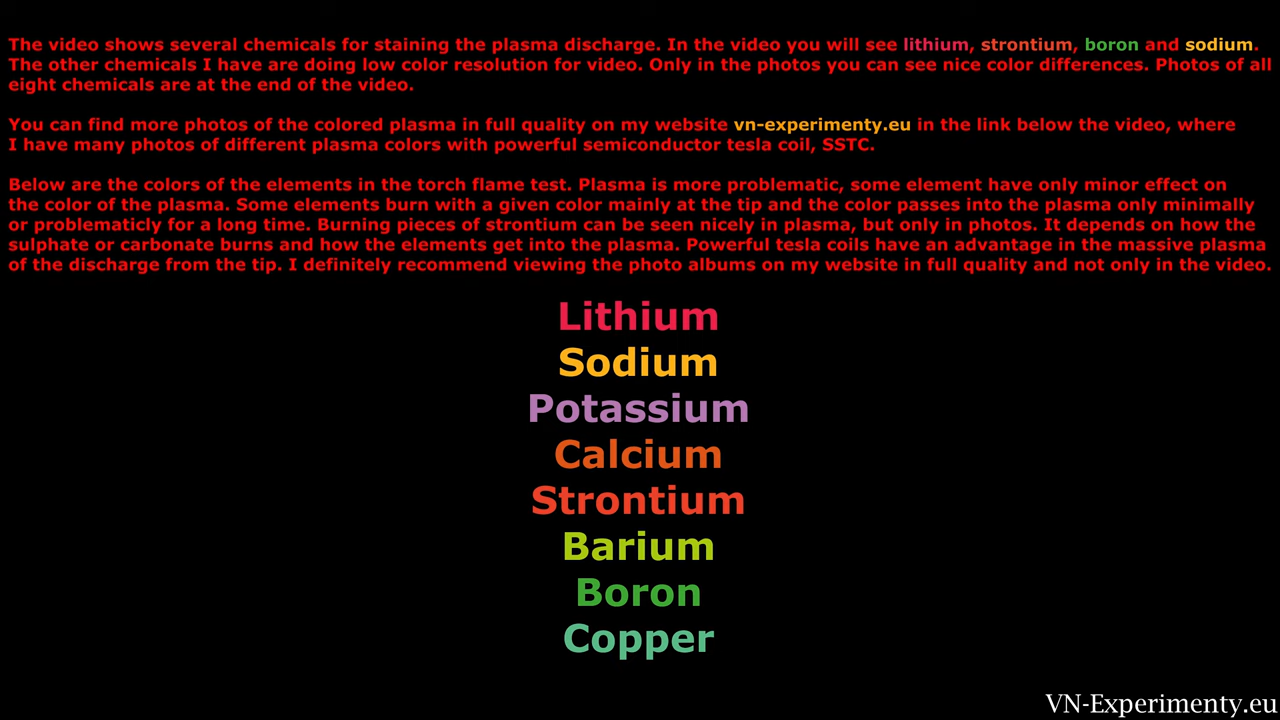 The video shows several chemicals for staining the plasma discharge. In the video you will see lithium, strontium, boron and sodium.
The other chemicals I have are doing low color resolution for video. Only in the photos you can see nice color differences. Photos of all
eight chemicals are at the end of the video.
You can find more photos of the colored plasma in full quality on my website vn-experimenty.eu in the link below the video, where
I have many photos of different plasma colors with powerful semiconductor tesla coil, SSTC.
Below are the colors of the elements in the torch flame test. Plasma is more problematic, some element have only minor effect on
the color of the plasma. Some elements burn with a given color mainly at the tip and the color passes into the plasma only minimally
or problematicly for a long time. Burning pieces of strontium can be seen nicely in plasma, but only in photos. It depends on how the
sulphate or carbonate burns and how the elements get into the plasma. Powerful tesla coils have an advantage in the massive plasma
of the discharge from the tip. I definitely recommend viewing the photo albums on my website in full quality and not only in the video.
Lithium
Sodium
Potassium
Calcium
Strontium
Barium
Boron
Copper
VN-Experimenty.eu